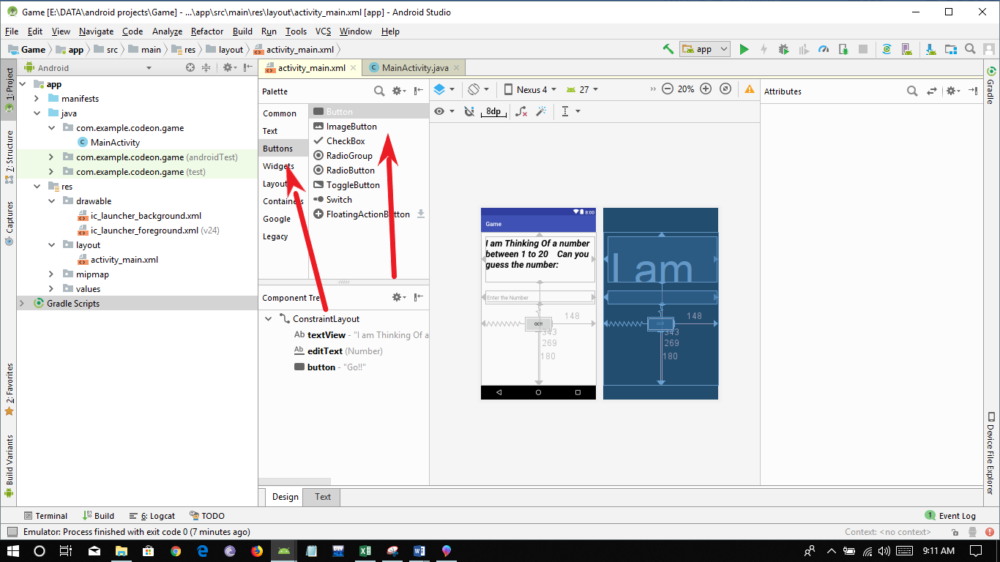 Game [E:\DATA\android projects\Game] - ...\app\src\main\res\layout\activity_main.xml [app] - Android Studio
File Edit View Navigate Code Analyze Refactor Build Run Tools VCS Window Help
Game app src main res layout activity_main.xml app
Android activity_main.xml MainActivity.java
1: Project
7: Structure
Captures
2: Favorites
Build Variants
app
manifests
java
com.example.codeon.game
MainActivity
com.example.codeon.game (androidTest)
com.example.codeon.game (test)
res
drawable
ic_launcher_background.xml
ic_launcher_foreground.xml (v24)
layout
activity_main.xml
mipmap
values
Gradle Scripts
Palette
Common
Text
Buttons
Widgets
Layout
Containers
Google
Legacy
Button
ImageButton
CheckBox
RadioGroup
RadioButton
ToggleButton
Switch
FloatingActionButton
Component Tre
ConstraintLayout
Ab textView - "I am Thinking Of a
Ab editText (Number)
button - "Go!!"
Nexus 4 27 20%
8dp
8:00
Game
I am Thinking Of a number
between 1 to 20 Can you
guess the number:
Enter the Number
GO!!
148
343
269
180
I am
GO!!
148
343
269
180
Attributes
Gradle
Device File Explorer
Design Text
Terminal Build 6: Logcat TODO 1 Event Log
Emulator: Process finished with exit code 0 (7 minutes ago) Context: <no context>
DEV
9:11 AM